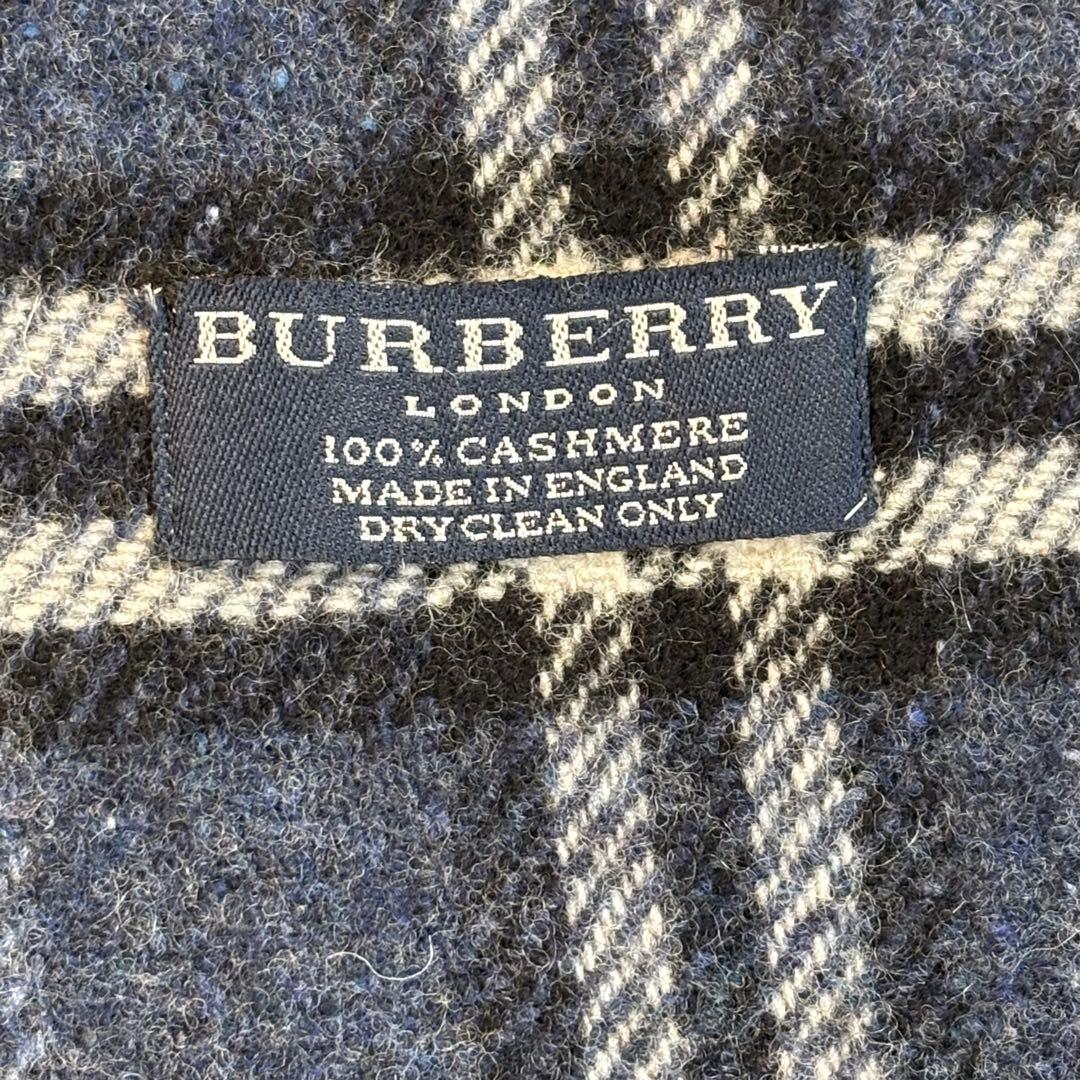 BURBERRY
LONDON
100% CASHMERE
MADE IN ENGLAND
DRY CLEAN ONLY